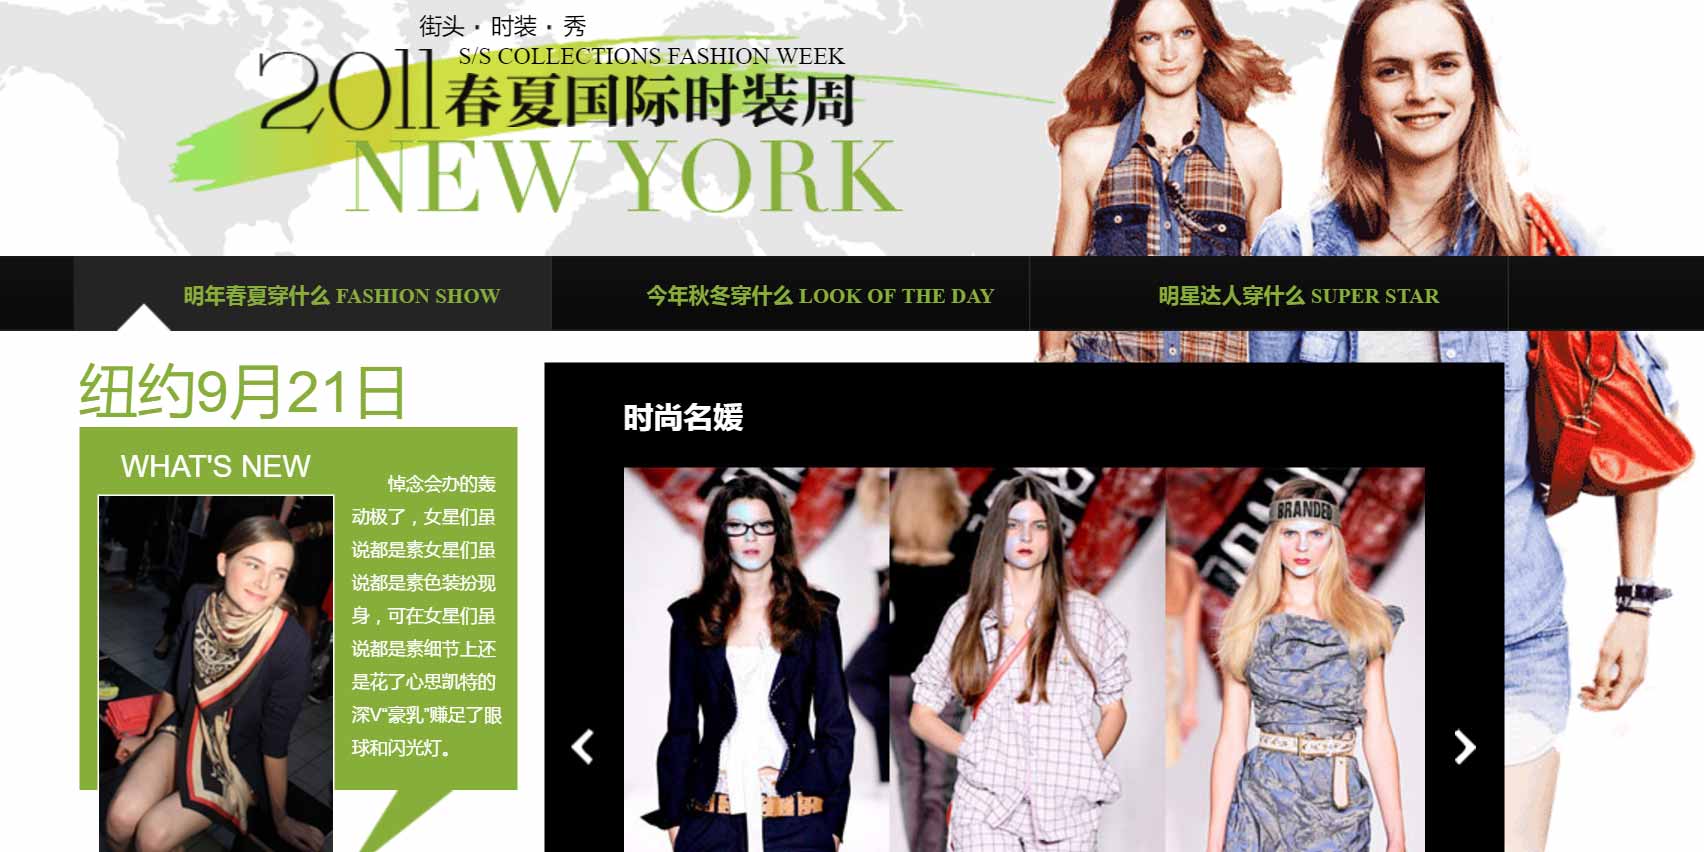 街头·时装·秀
S/S COLLECTIONS FASHION WEEK
2011春夏国际时装周
NEW YORK
明年春夏穿什么 FASHION SHOW
今年秋冬穿什么 LOOK OF THE DAY
明星达人穿什么 SUPER STAR
纽约9月21日
WHAT'S NEW
悼念会办的轰
动极了，女星们虽
说都是素女星们虽
说都是素色装扮现
身，可在女星们虽
说都是素细节上还
是花了心思凯特的
深V“豪乳”赚足了眼
球和闪光灯。
时尚名媛
BRANDED